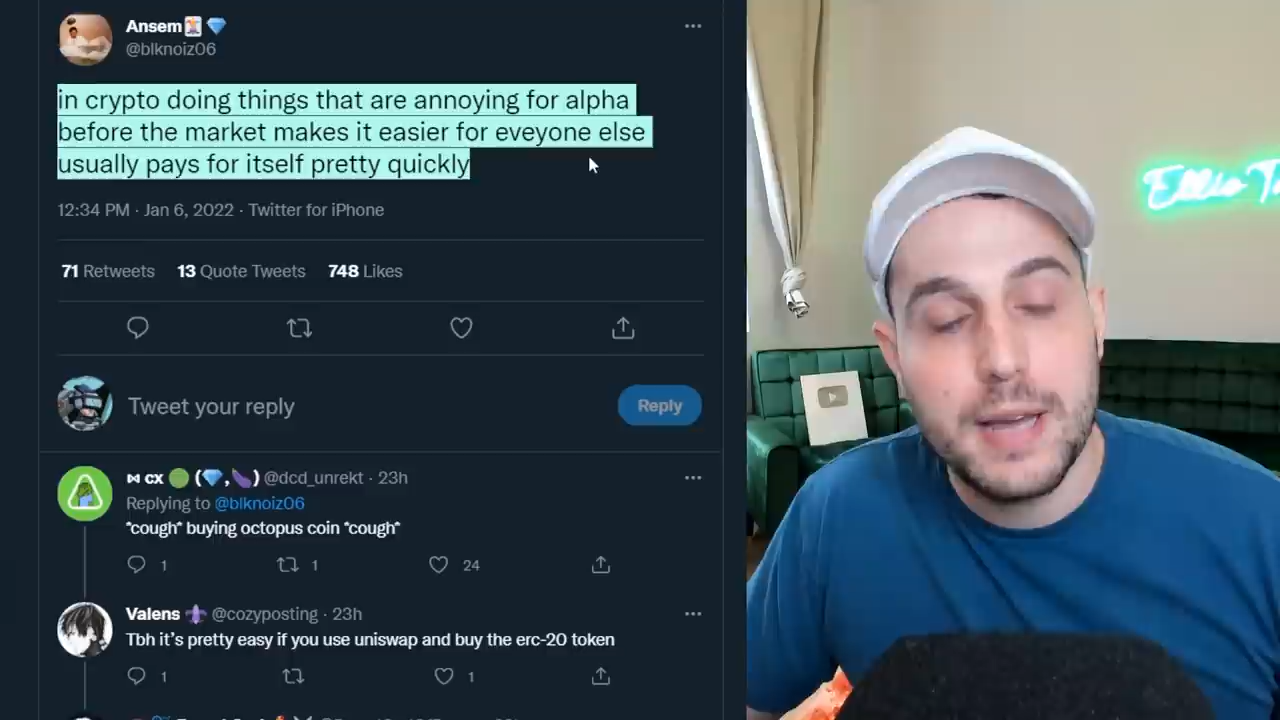 Ansem
@blknoiz06
in crypto doing things that are annoying for alpha
before the market makes it easier for eveyone else
usually pays for itself pretty quickly
12:34 PM · Jan 6, 2022 · Twitter for iPhone
71 Retweets 13 Quote Tweets 748 Likes
Tweet your reply
Reply
⋈ cx 🟢 (💎,🍆) @dcd_unrekt · 23h
Replying to @blknoiz06
*cough* buying octopus coin *cough*
1 1 24
Valens ⚜ @cozyposting · 23h
Tbh it's pretty easy if you use uniswap and buy the erc-20 token
1 1
Ellio